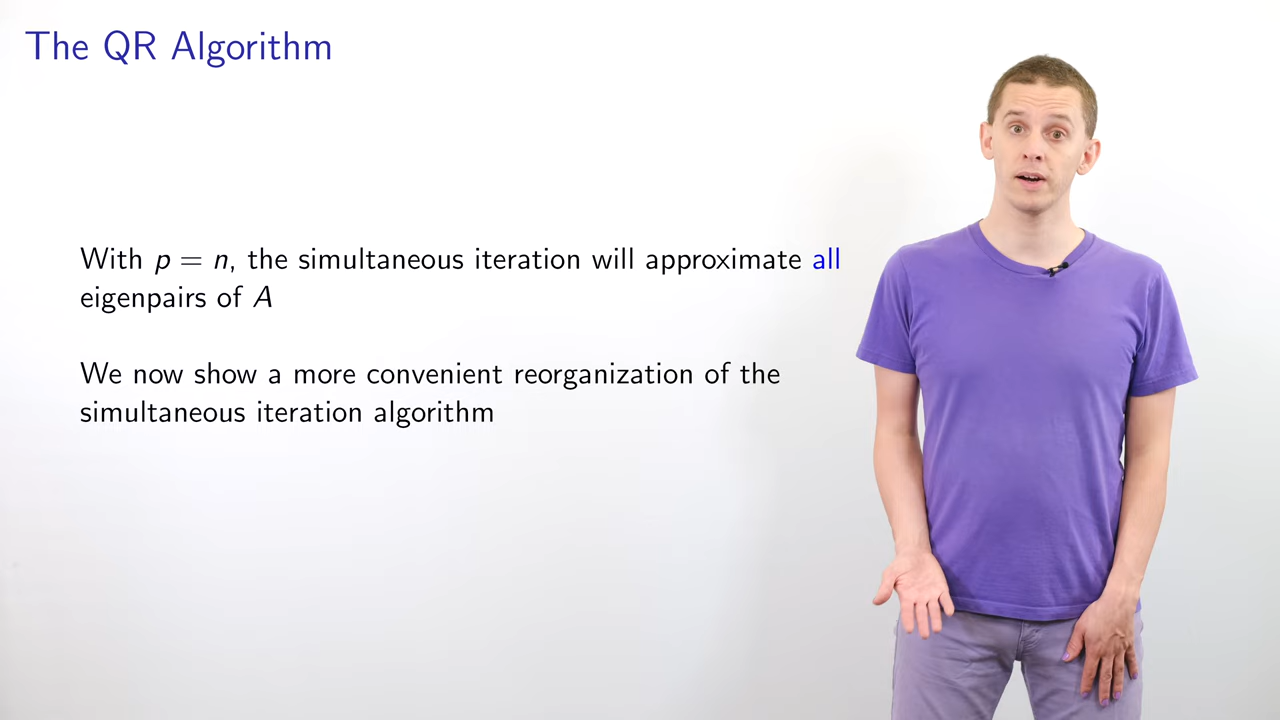 The QR Algorithm
With p = n, the simultaneous iteration will approximate all
eigenpairs of A
We now show a more convenient reorganization of the
simultaneous iteration algorithm